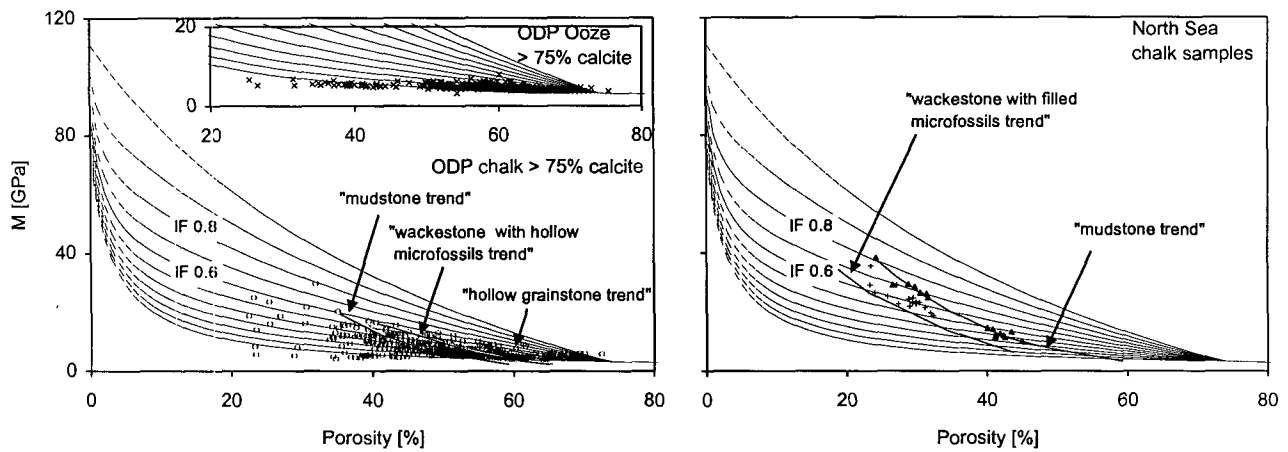 120
80
40
0
M [GPa]
20
0
20
40
60
80
ODP Ooze
> 75% calcite
ODP chalk > 75% calcite
"mudstone trend"
"wackestone with hollow
microfossils trend"
"hollow grainstone trend"
IF 0.8
IF 0.6
0
20
40
60
80
Porosity [%]
North Sea
chalk samples
"wackestone with filled
microfossils trend"
"mudstone trend"
IF 0.8
IF 0.6
0
20
40
60
80
Porosity [%]